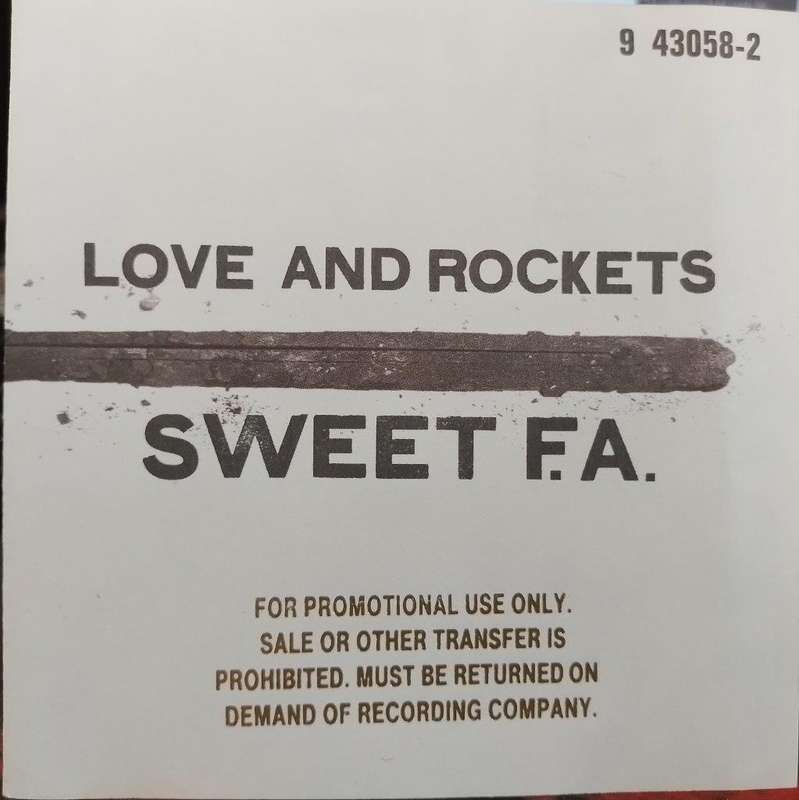 9 43058-2
LOVE AND ROCKETS
SWEET F.A.
FOR PROMOTIONAL USE ONLY.
SALE OR OTHER TRANSFER IS
PROHIBITED. MUST BE RETURNED ON
DEMAND OF RECORDING COMPANY.